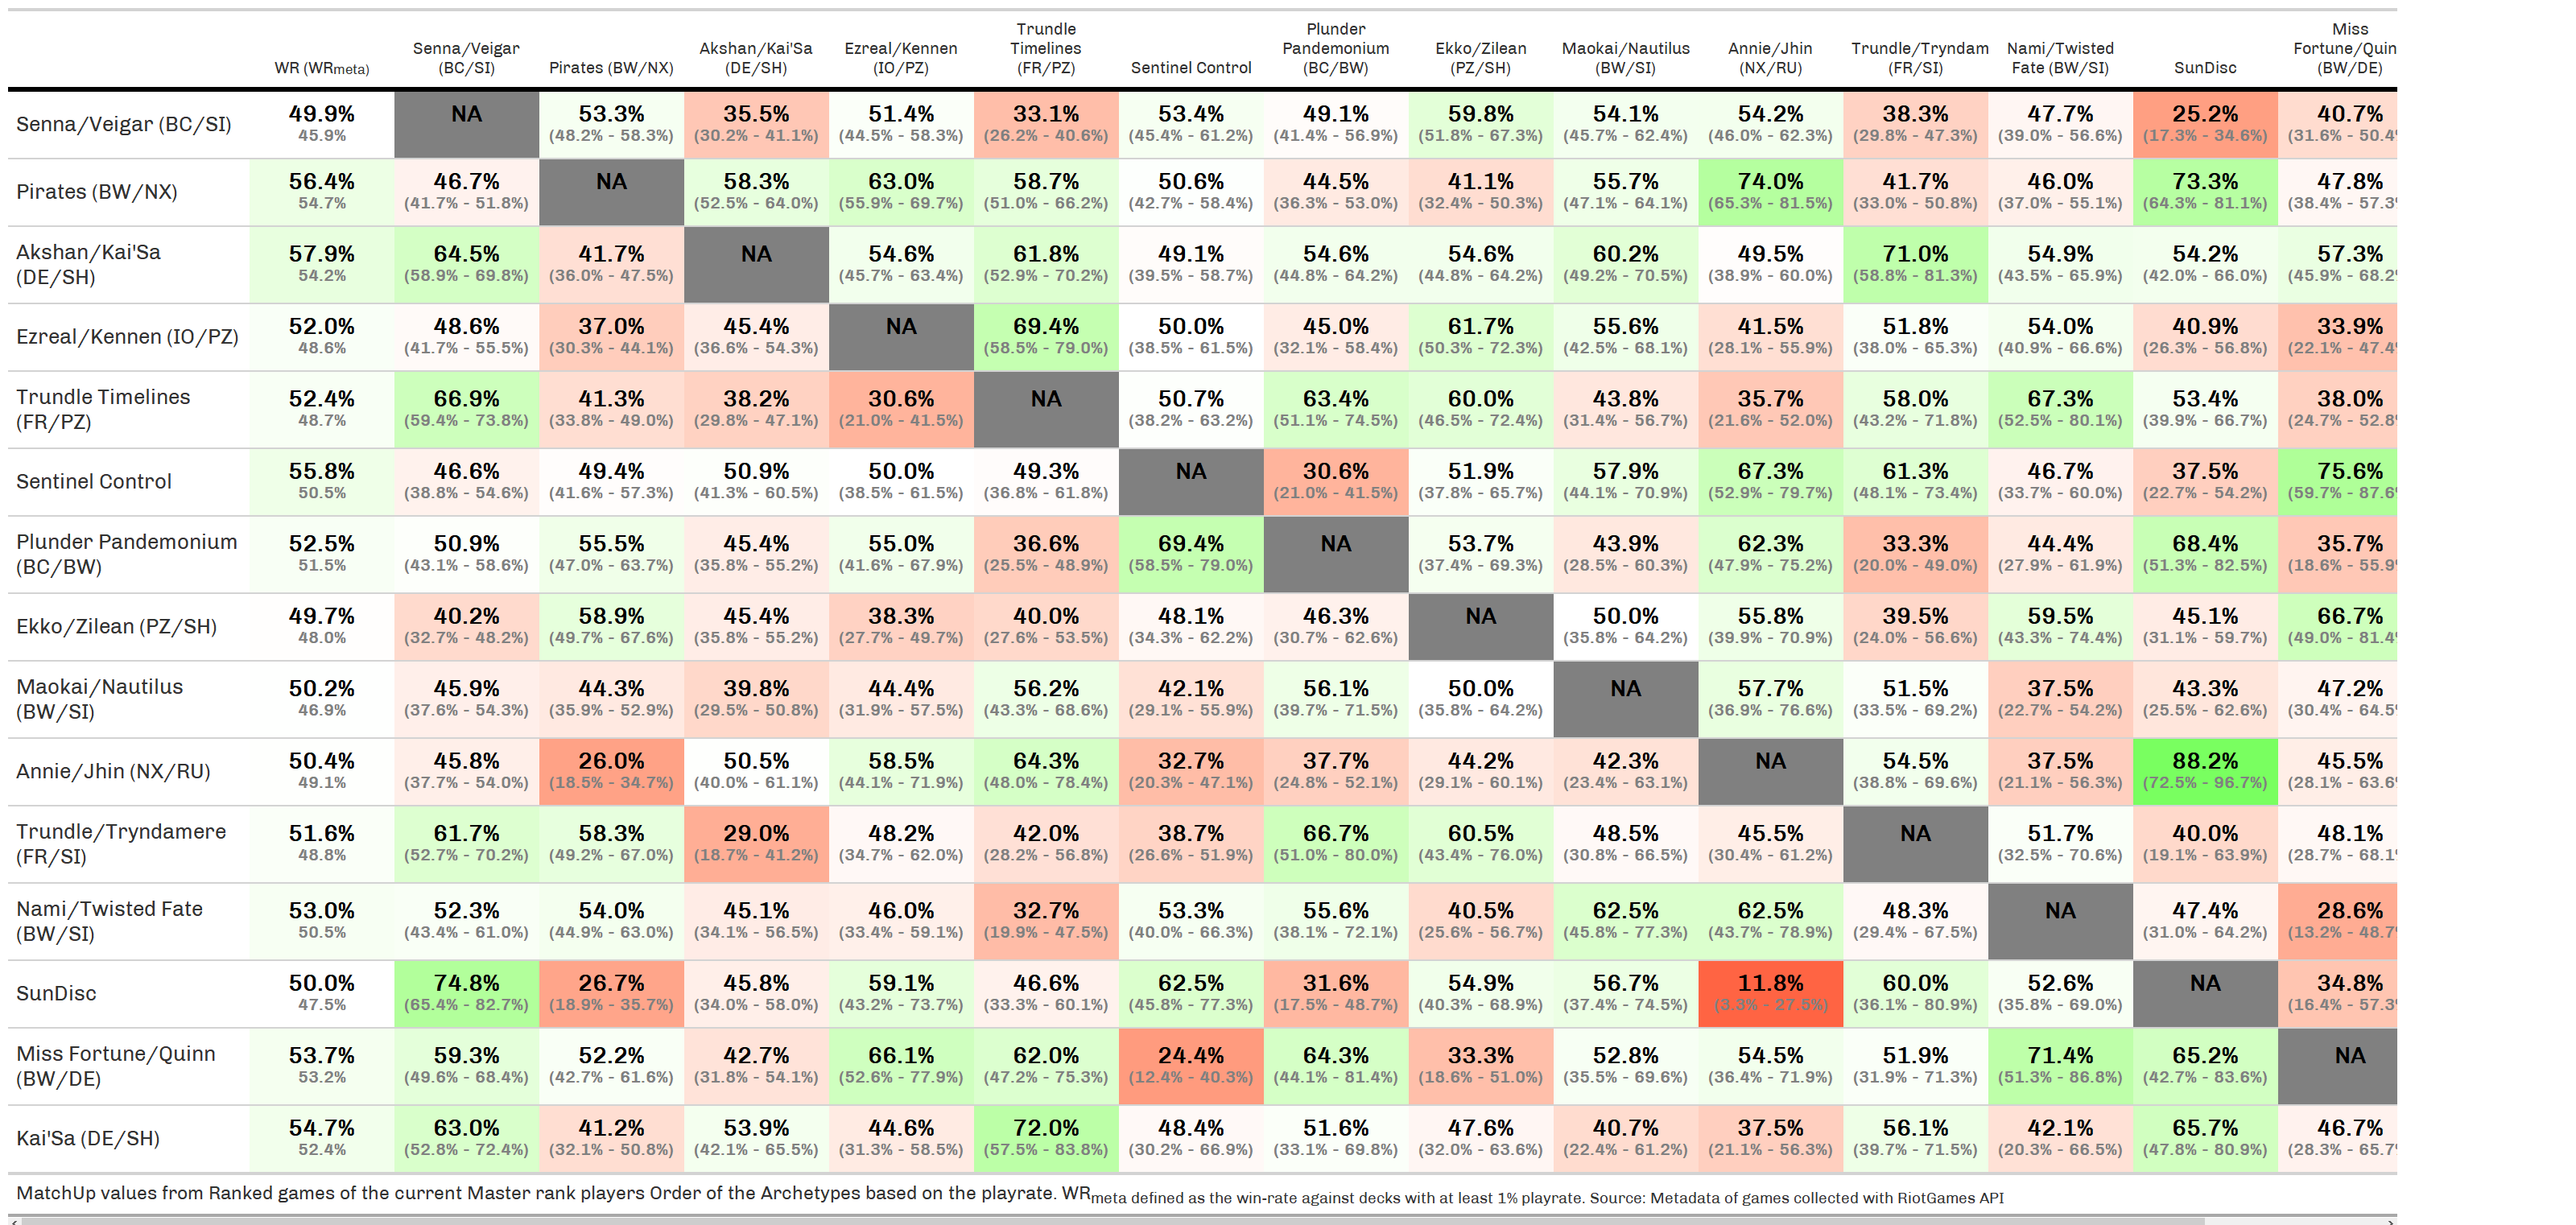 WR (WRmeta) Senna/Veigar (BC/SI) Pirates (BW/NX) Akshan/Kai'Sa (DE/SH) Ezreal/Kennen (IO/PZ) Trundle Timelines (FR/PZ) Sentinel Control Plunder Pandemonium (BC/BW) Ekko/Zilean (PZ/SH) Maokai/Nautilus (BW/SI) Annie/Jhin (NX/RU) Trundle/Tryndam (FR/SI) Nami/Twisted Fate (BW/SI) SunDisc Miss Fortune/Quin (BW/DE)
Senna/Veigar (BC/SI) 49.9% NA 53.3% 35.5% 51.4% 33.1% 53.4% 49.1% 59.8% 54.1% 54.2% 38.3% 47.7% 25.2% 40.7%
45.9% (48.2% - 58.3%) (30.2% - 41.1%) (44.5% - 58.3%) (26.2% - 40.6%) (45.4% - 61.2%) (41.4% - 56.9%) (51.8% - 67.3%) (45.7% - 62.4%) (46.0% - 62.3%) (29.8% - 47.3%) (39.0% - 56.6%) (17.3% - 34.6%) (31.6% - 50.4%
Pirates (BW/NX) 56.4% 46.7% NA 58.3% 63.0% 58.7% 50.6% 44.5% 41.1% 55.7% 74.0% 41.7% 46.0% 73.3% 47.8%
54.7% (41.7% - 51.8%) (52.5% - 64.0%) (55.9% - 69.7%) (51.0% - 66.2%) (42.7% - 58.4%) (36.3% - 53.0%) (32.4% - 50.3%) (47.1% - 64.1%) (65.3% - 81.5%) (33.0% - 50.8%) (37.0% - 55.1%) (64.3% - 81.1%) (38.4% - 57.3%
Akshan/Kai'Sa (DE/SH) 57.9% 64.5% 41.7% NA 54.6% 61.8% 49.1% 54.6% 54.6% 60.2% 49.5% 71.0% 54.9% 54.2% 57.3%
54.2% (58.9% - 69.8%) (36.0% - 47.5%) (45.7% - 63.4%) (52.9% - 70.2%) (39.5% - 58.7%) (44.8% - 64.2%) (44.8% - 64.2%) (49.2% - 70.5%) (38.9% - 60.0%) (58.8% - 81.3%) (43.5% - 65.9%) (42.0% - 66.0%) (45.9% - 68.2%
Ezreal/Kennen (IO/PZ) 52.0% 48.6% 37.0% 45.4% NA 69.4% 50.0% 45.0% 61.7% 55.6% 41.5% 51.8% 54.0% 40.9% 33.9%
48.6% (41.7% - 55.5%) (30.3% - 44.1%) (36.6% - 54.3%) (58.5% - 79.0%) (38.5% - 61.5%) (32.1% - 58.4%) (50.3% - 72.3%) (42.5% - 68.1%) (28.1% - 55.9%) (38.0% - 65.3%) (40.9% - 66.6%) (26.3% - 56.8%) (22.1% - 47.4%
Trundle Timelines (FR/PZ) 52.4% 66.9% 41.3% 38.2% 30.6% NA 50.7% 63.4% 60.0% 43.8% 35.7% 58.0% 67.3% 53.4% 38.0%
48.7% (59.4% - 73.8%) (33.8% - 49.0%) (29.8% - 47.1%) (21.0% - 41.5%) (38.2% - 63.2%) (51.1% - 74.5%) (46.5% - 72.4%) (31.4% - 56.7%) (21.6% - 52.0%) (43.2% - 71.8%) (52.5% - 80.1%) (39.9% - 66.7%) (24.7% - 52.8%
Sentinel Control 55.8% 46.6% 49.4% 50.9% 50.0% 49.3% NA 30.6% 51.9% 57.9% 67.3% 61.3% 46.7% 37.5% 75.6%
50.5% (38.8% - 54.6%) (41.6% - 57.3%) (41.3% - 60.5%) (38.5% - 61.5%) (36.8% - 61.8%) (21.0% - 41.5%) (37.8% - 65.7%) (44.1% - 70.9%) (52.9% - 79.7%) (48.1% - 73.4%) (33.7% - 60.0%) (22.7% - 54.2%) (59.7% - 87.6%
Plunder Pandemonium (BC/BW) 52.5% 50.9% 55.5% 45.4% 55.0% 36.6% 69.4% NA 53.7% 43.9% 62.3% 33.3% 44.4% 68.4% 35.7%
51.5% (43.1% - 58.6%) (47.0% - 63.7%) (35.8% - 55.2%) (41.6% - 67.9%) (25.5% - 48.9%) (58.5% - 79.0%) (37.4% - 69.3%) (28.5% - 60.3%) (47.9% - 75.2%) (20.0% - 49.0%) (27.9% - 61.9%) (51.3% - 82.5%) (18.6% - 55.9%
Ekko/Zilean (PZ/SH) 49.7% 40.2% 58.9% 45.4% 38.3% 40.0% 48.1% 46.3% NA 50.0% 55.8% 39.5% 59.5% 45.1% 66.7%
48.0% (32.7% - 48.2%) (49.7% - 67.6%) (35.8% - 55.2%) (27.7% - 49.7%) (27.6% - 53.5%) (34.3% - 62.2%) (30.7% - 62.6%) (35.8% - 64.2%) (39.9% - 70.9%) (24.0% - 56.6%) (43.3% - 74.4%) (31.1% - 59.7%) (49.0% - 81.4%
Maokai/Nautilus (BW/SI) 50.2% 45.9% 44.3% 39.8% 44.4% 56.2% 42.1% 56.1% 50.0% NA 57.7% 51.5% 37.5% 43.3% 47.2%
46.9% (37.6% - 54.3%) (35.9% - 52.9%) (29.5% - 50.8%) (31.9% - 57.5%) (43.3% - 68.6%) (29.1% - 55.9%) (39.7% - 71.5%) (35.8% - 64.2%) (36.9% - 76.6%) (33.5% - 69.2%) (22.7% - 54.2%) (25.5% - 62.6%) (30.4% - 64.5%
Annie/Jhin (NX/RU) 50.4% 45.8% 26.0% 50.5% 58.5% 64.3% 32.7% 37.7% 44.2% 42.3% NA 54.5% 37.5% 88.2% 45.5%
49.1% (37.7% - 54.0%) (18.5% - 34.7%) (40.0% - 61.1%) (44.1% - 71.9%) (48.0% - 78.4%) (20.3% - 47.1%) (24.8% - 52.1%) (29.1% - 60.1%) (23.4% - 63.1%) (38.8% - 69.6%) (21.1% - 56.3%) (72.5% - 96.7%) (28.1% - 63.6%
Trundle/Tryndamere (FR/SI) 51.6% 61.7% 58.3% 29.0% 48.2% 42.0% 38.7% 66.7% 60.5% 48.5% 45.5% NA 51.7% 40.0% 48.1%
48.8% (52.7% - 70.2%) (49.2% - 67.0%) (18.7% - 41.2%) (34.7% - 62.0%) (28.2% - 56.8%) (26.6% - 51.9%) (51.0% - 80.0%) (43.4% - 76.0%) (30.8% - 66.5%) (30.4% - 61.2%) (32.5% - 70.6%) (19.1% - 63.9%) (28.7% - 68.1%
Nami/Twisted Fate (BW/SI) 53.0% 52.3% 54.0% 45.1% 46.0% 32.7% 53.3% 55.6% 40.5% 62.5% 62.5% 48.3% NA 47.4% 28.6%
50.5% (43.4% - 61.0%) (44.9% - 63.0%) (34.1% - 56.5%) (33.4% - 59.1%) (19.9% - 47.5%) (40.0% - 66.3%) (38.1% - 72.1%) (25.6% - 56.7%) (45.8% - 77.3%) (43.7% - 78.9%) (29.4% - 67.5%) (31.0% - 64.2%) (13.2% - 48.7%
SunDisc 50.0% 74.8% 26.7% 45.8% 59.1% 46.6% 62.5% 31.6% 54.9% 56.7% 11.8% 60.0% 52.6% NA 34.8%
47.5% (65.4% - 82.7%) (18.9% - 35.7%) (34.0% - 58.0%) (43.2% - 73.7%) (33.3% - 60.1%) (45.8% - 77.3%) (17.5% - 48.7%) (40.3% - 68.9%) (37.4% - 74.5%) (3.3% - 27.5%) (36.1% - 80.9%) (35.8% - 69.0%) (16.4% - 57.3%
Miss Fortune/Quinn (BW/DE) 53.7% 59.3% 52.2% 42.7% 66.1% 62.0% 24.4% 64.3% 33.3% 52.8% 54.5% 51.9% 71.4% 65.2% NA
53.2% (49.6% - 68.4%) (42.7% - 61.6%) (31.8% - 54.1%) (52.6% - 77.9%) (47.2% - 75.3%) (12.4% - 40.3%) (44.1% - 81.4%) (18.6% - 51.0%) (35.5% - 69.6%) (36.4% - 71.9%) (31.9% - 71.3%) (51.3% - 86.8%) (42.7% - 83.6%)
Kai'Sa (DE/SH) 54.7% 63.0% 41.2% 53.9% 44.6% 72.0% 48.4% 51.6% 47.6% 40.7% 37.5% 56.1% 42.1% 65.7% 46.7%
52.4% (52.8% - 72.4%) (32.1% - 50.8%) (42.1% - 65.5%) (31.3% - 58.5%) (57.5% - 83.8%) (30.2% - 66.9%) (33.1% - 69.8%) (32.0% - 63.6%) (22.4% - 61.2%) (21.1% - 56.3%) (39.7% - 71.5%) (20.3% - 66.5%) (47.8% - 80.9%) (28.3% - 65.7%
MatchUp values from Ranked games of the current Master rank players Order of the Archetypes based on the playrate. WRmeta defined as the win-rate against decks with at least 1% playrate. Source: Metadata of games collected with RiotGames API